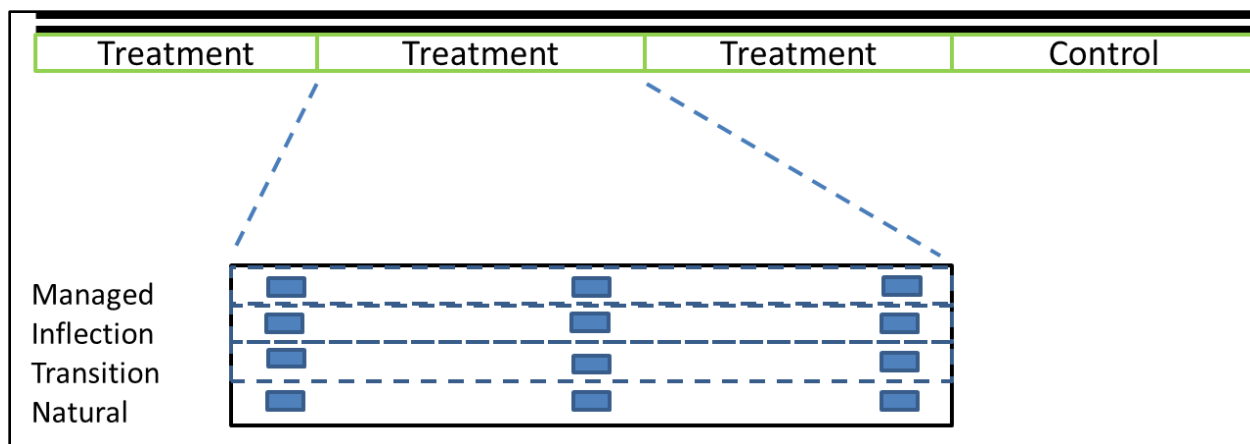 Treatment Treatment Treatment Control
Managed
Inflection
Transition
Natural